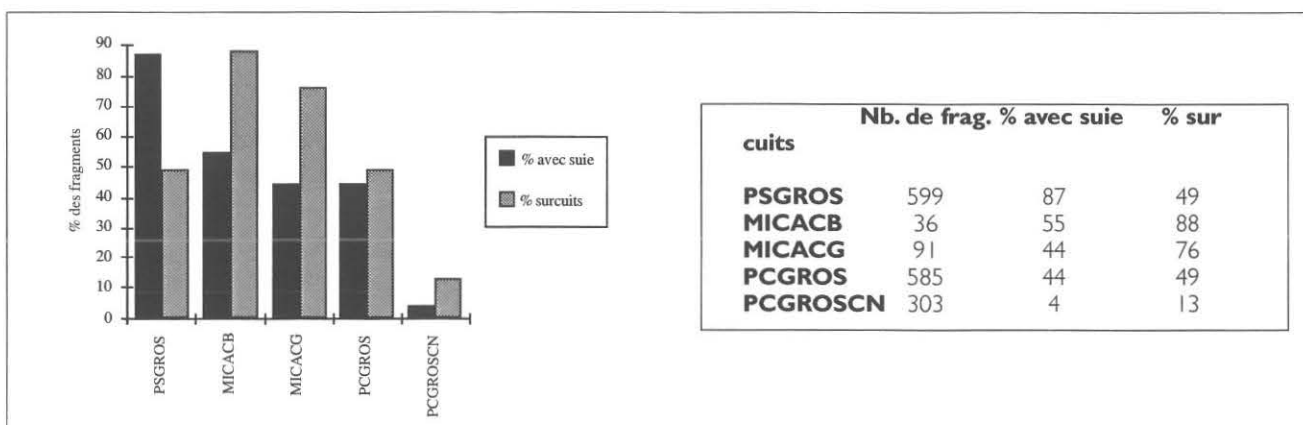 90
80
70
60
50
40
30
20
10
0
% des fragments
PSGROS
MICACB
MICACG
PCGROS
PCGROSCN
% avec suie
% surcuits
Nb. de frag. % avec suie % sur
cuits
PSGROS 599 87 49
MICACB 36 55 88
MICACG 91 44 76
PCGROS 585 44 49
PCGROSCN 303 4 13